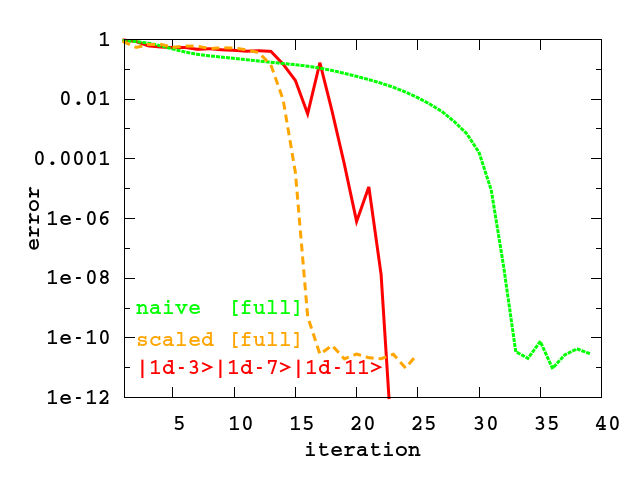 1
0.01
0.0001
1e-06
1e-08
1e-10
1e-12
error
naive [full]
scaled [full]
|1d-3>|1d-7>|1d-11>
5 10 15 20 25 30 35 40
iteration